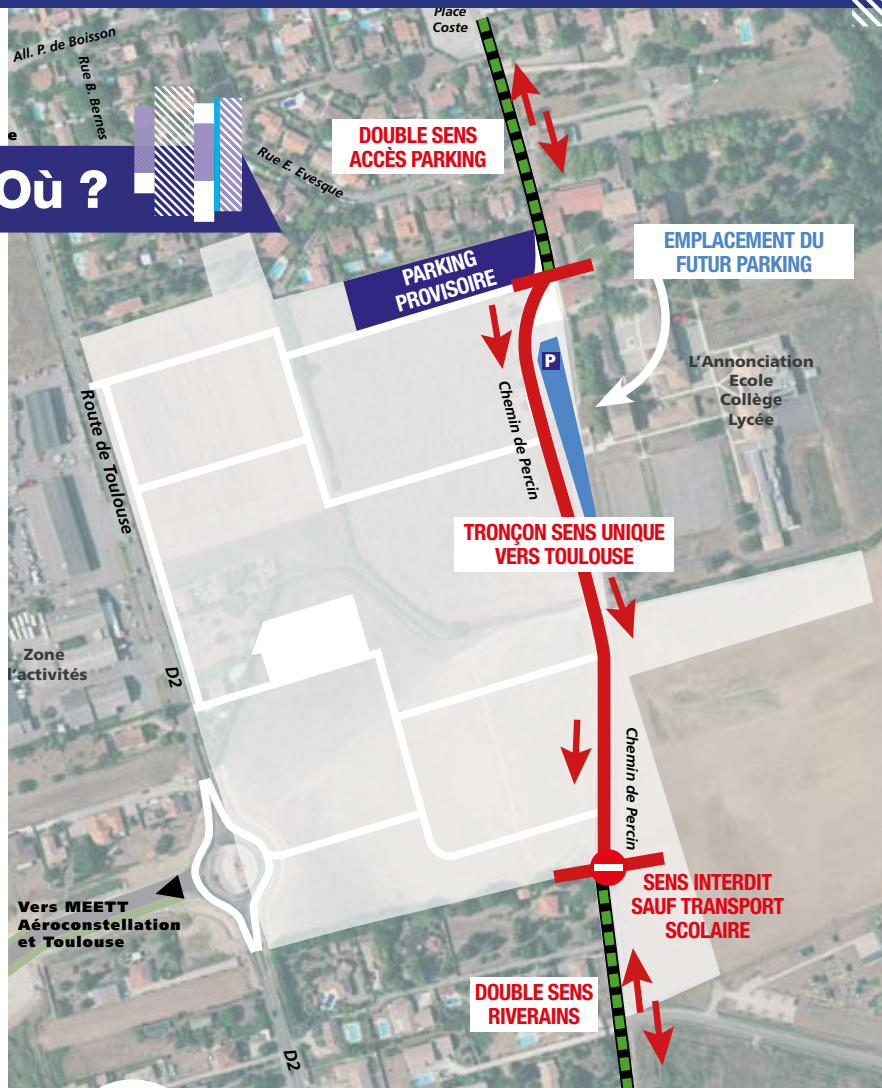 Place
Coste
All. P. de Boisson
Rue B. Bernes
e
Où ?
Rue E. Evesque
DOUBLE SENS
ACCÈS PARKING
EMPLACEMENT DU
FUTUR PARKING
PARKING
PROVISOIRE
P
L'Annonciation
Ecole
Collège
Lycée
Chemin de Percin
Route de Toulouse
TRONÇON SENS UNIQUE
VERS TOULOUSE
Zone
l'activités
D2
Chemin de Percin
Vers MEETT
Aéroconstellation
et Toulouse
SENS INTERDIT
SAUF TRANSPORT
SCOLAIRE
DOUBLE SENS
RIVERAINS
D2